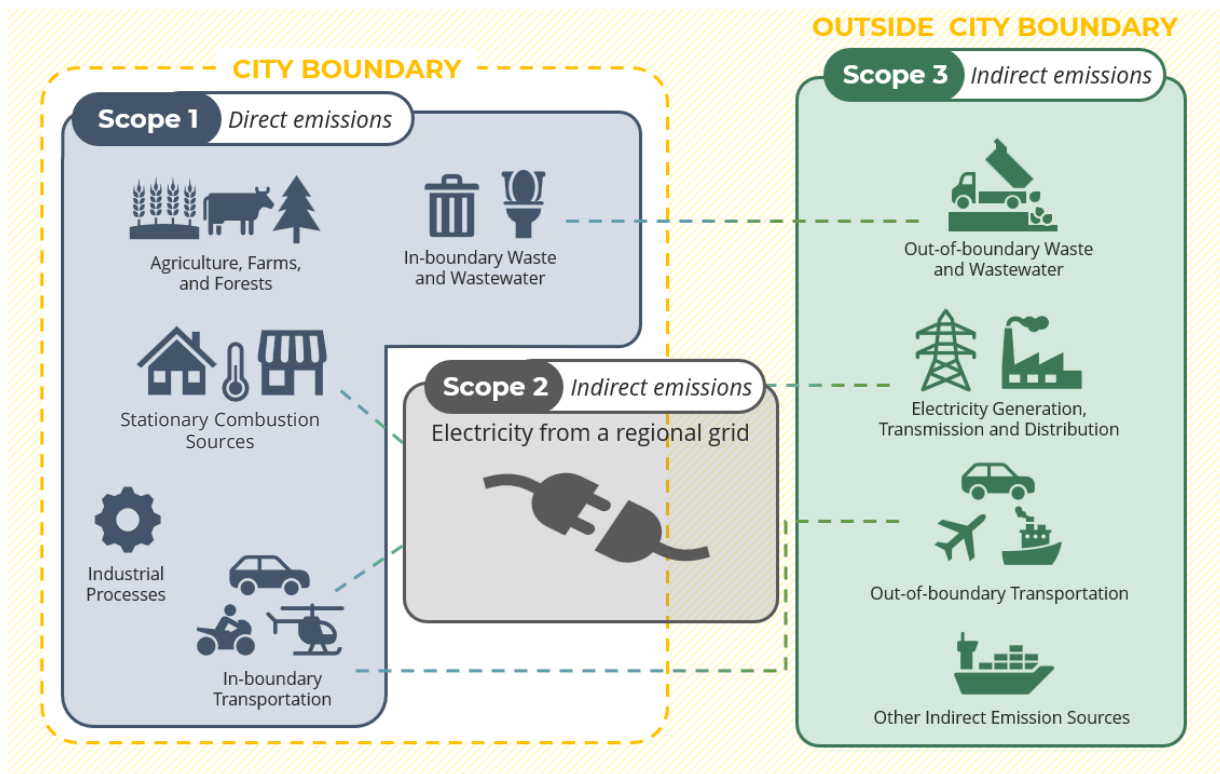 OUTSIDE CITY BOUNDARY
CITY BOUNDARY
Scope 1 Direct emissions
Agriculture, Farms,
and Forests
In-boundary Waste
and Wastewater
Stationary Combustion
Sources
Industrial
Processes
In-boundary
Transportation
Scope 2 Indirect emissions
Electricity from a regional grid
Scope 3 Indirect emissions
Out-of-boundary Waste
and Wastewater
Electricity Generation,
Transmission and Distribution
Out-of-boundary Transportation
Other Indirect Emission Sources